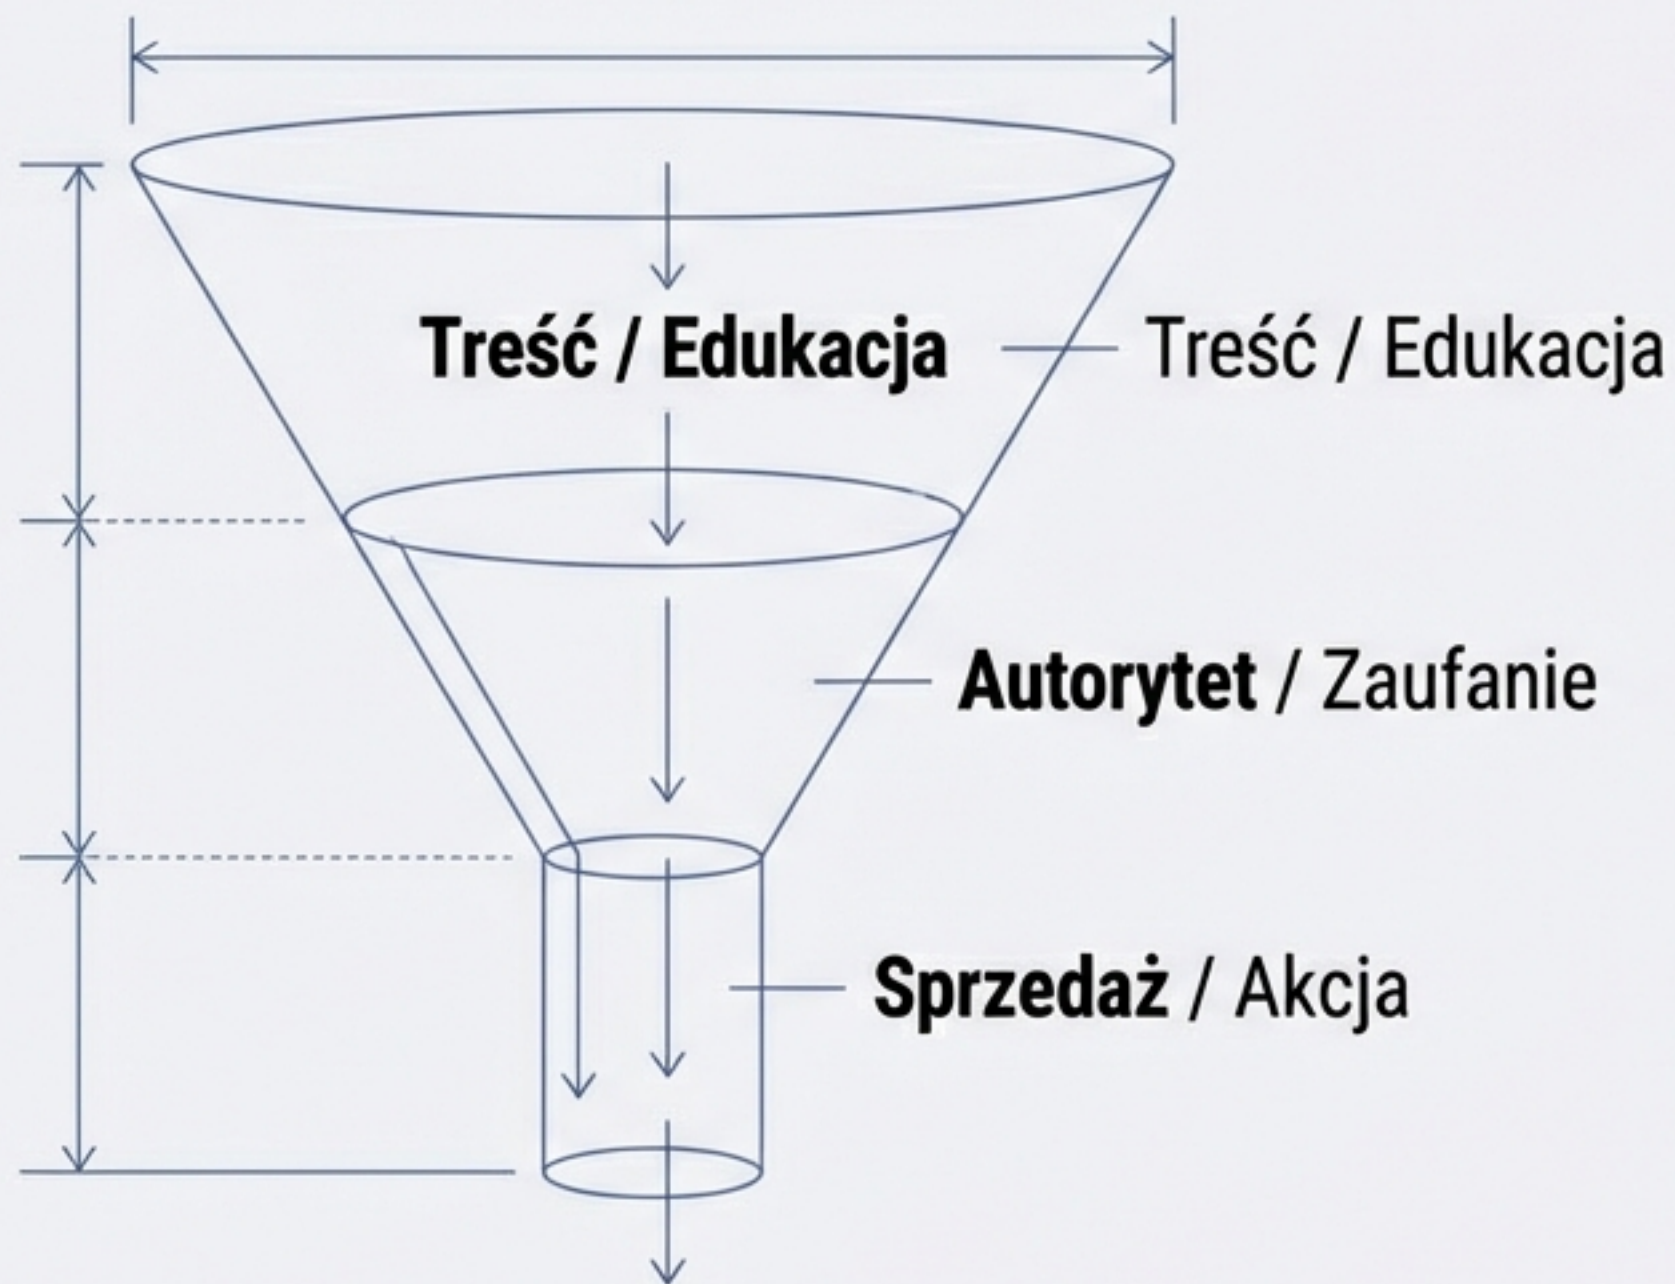 Treść / Edukacja
Treść / Edukacja
Autorytet / Zaufanie
Sprzedaż / Akcja